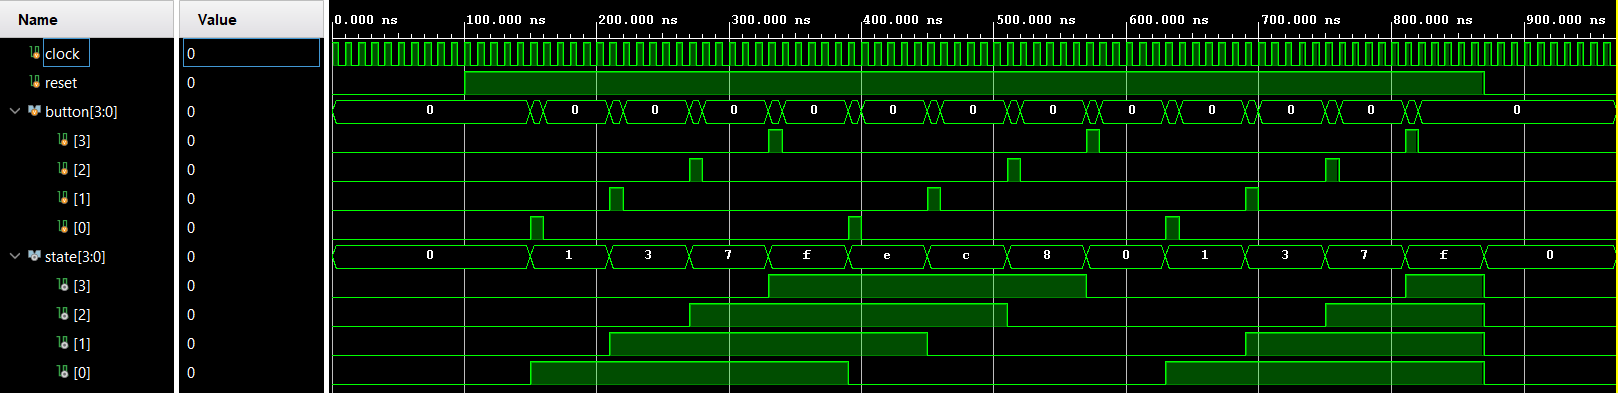 Name Value 0.000 ns 100.000 ns 200.000 ns 300.000 ns 400.000 ns 500.000 ns 600.000 ns 700.000 ns 800.000 ns 900.000 ns
clock 0
reset 0
button[3:0] 0 0 0 0 0 0 0 0 0 0 0 0 0 0
[3] 0
[2] 0
[1] 0
[0] 0
state[3:0] 0 0 1 3 7 f e c 8 0 1 3 7 f 0
[3] 0
[2] 0
[1] 0
[0] 0